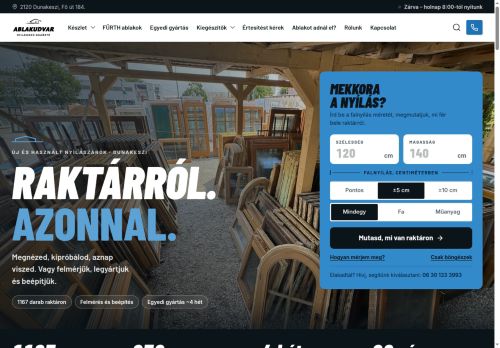 2120 Dunakeszi, Fő út 184.
Zárva – holnap 8:00-tól nyitunk
ABLAKUDVAR
NYÍLÁSZÁRÓ SZAKÉRTŐ
Készlet
FÜRTH ablakok
Egyedi gyártás
Kiegészítők
Értesítést kérek
Ablakot adnál el?
Rólunk
Kapcsolat
ÚJ ÉS HASZNÁLT NYÍLÁSZÁRÓK · DUNAKESZI
RAKTÁRRÓL.
AZONNAL.
Megnézed, kipróbálod, aznap
viszed. Vagy felmérjük, legyártjuk
és beépítjük.
1167 darab raktáron
Felmérés és beépítés
Egyedi gyártás ~4 hét
MEKKORA
A NYÍLÁS?
Írd be a falnyílás méretét, megmutatjuk, mi fér
bele raktárról.
SZÉLESSÉG
120 cm
MAGASSÁG
140 cm
FALNYÍLÁS, CENTIMÉTERBEN
Pontos
±5 cm
±10 cm
Mindegy
Fa
Műanyag
Mutasd, mi van raktáron →
Hogyan mérjem meg?
Csak böngészek
Elakadtál? Hívj, segítünk kiválasztani: 06 30 123 3993